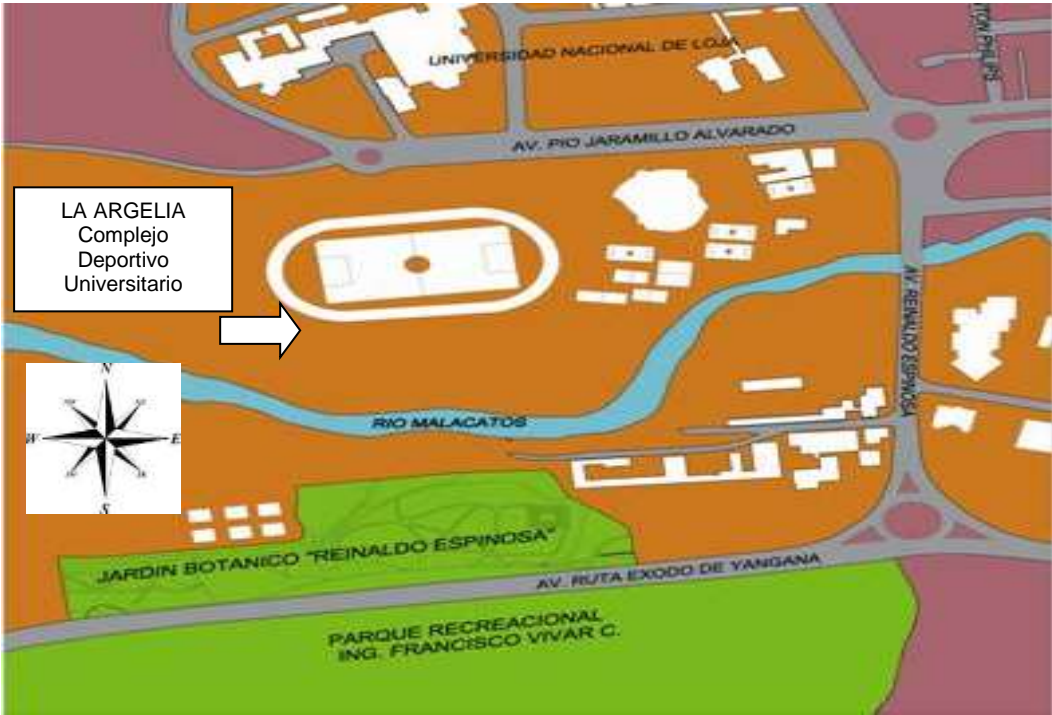 UNIVERSIDAD NACIONAL DE LOJA
AV. PIO JARAMILLO ALVARADO
LA ARGELIA
Complejo
Deportivo
Universitario
AV. REINALDO ESPINOSA
RIO MALACATOS
N
W
E
S
JARDIN BOTANICO "REINALDO ESPINOSA"
AV. RUTA EXODO DE YANGANA
PARQUE RECREACIONAL
ING. FRANCISCO VIVAR C.